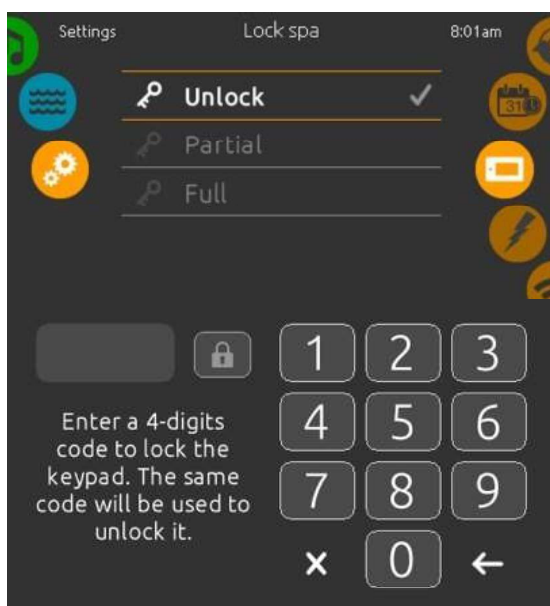 Settings Lock spa 8:01am
Unlock
31
Partial
Full
1 2 3
Enter a 4-digits
code to lock the
keypad. The same
code will be used to
unlock it.
4 5 6
7 8 9
0